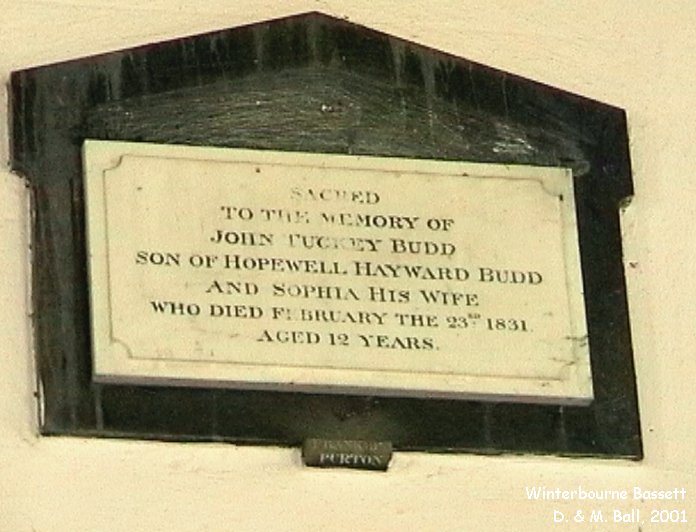 SACRED
TO THE MEMORY OF
JOHN TUCKEY BUDD
SON OF HOPEWELL HAYWARD BUDD
AND SOPHIA HIS WIFE
WHO DIED FEBRUARY THE 23RD 1831.
AGED 12 YEARS.
PURTON
Winterbourne Bassett
D. & M. Ball, 2001